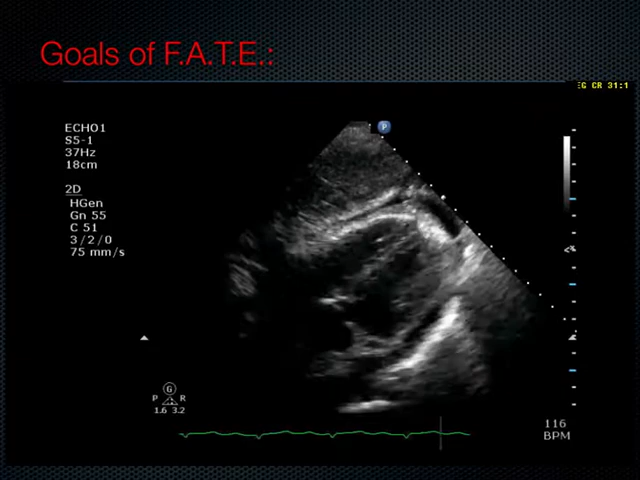 Goals of F.A.T.E.:
EG CR 31:1
ECHO1
S5-1
37Hz
18cm
2D
HGen
Gn 55
C 51
3/2/0
75 mm/s
P
G
P R
1.6 3.2
116
BPM